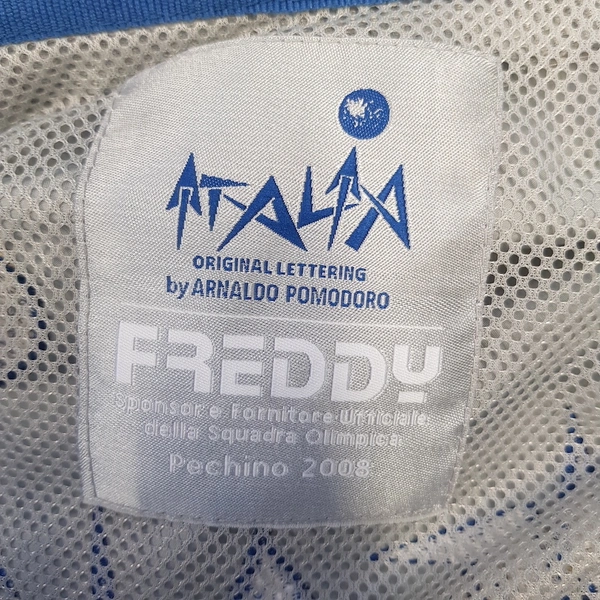 ITALIA
ORIGINAL LETTERING
by ARNALDO POMODORO
FREDDY
Sponsor e Fornitore Ufficiale
della Squadra Olimpica
Pechino 2008